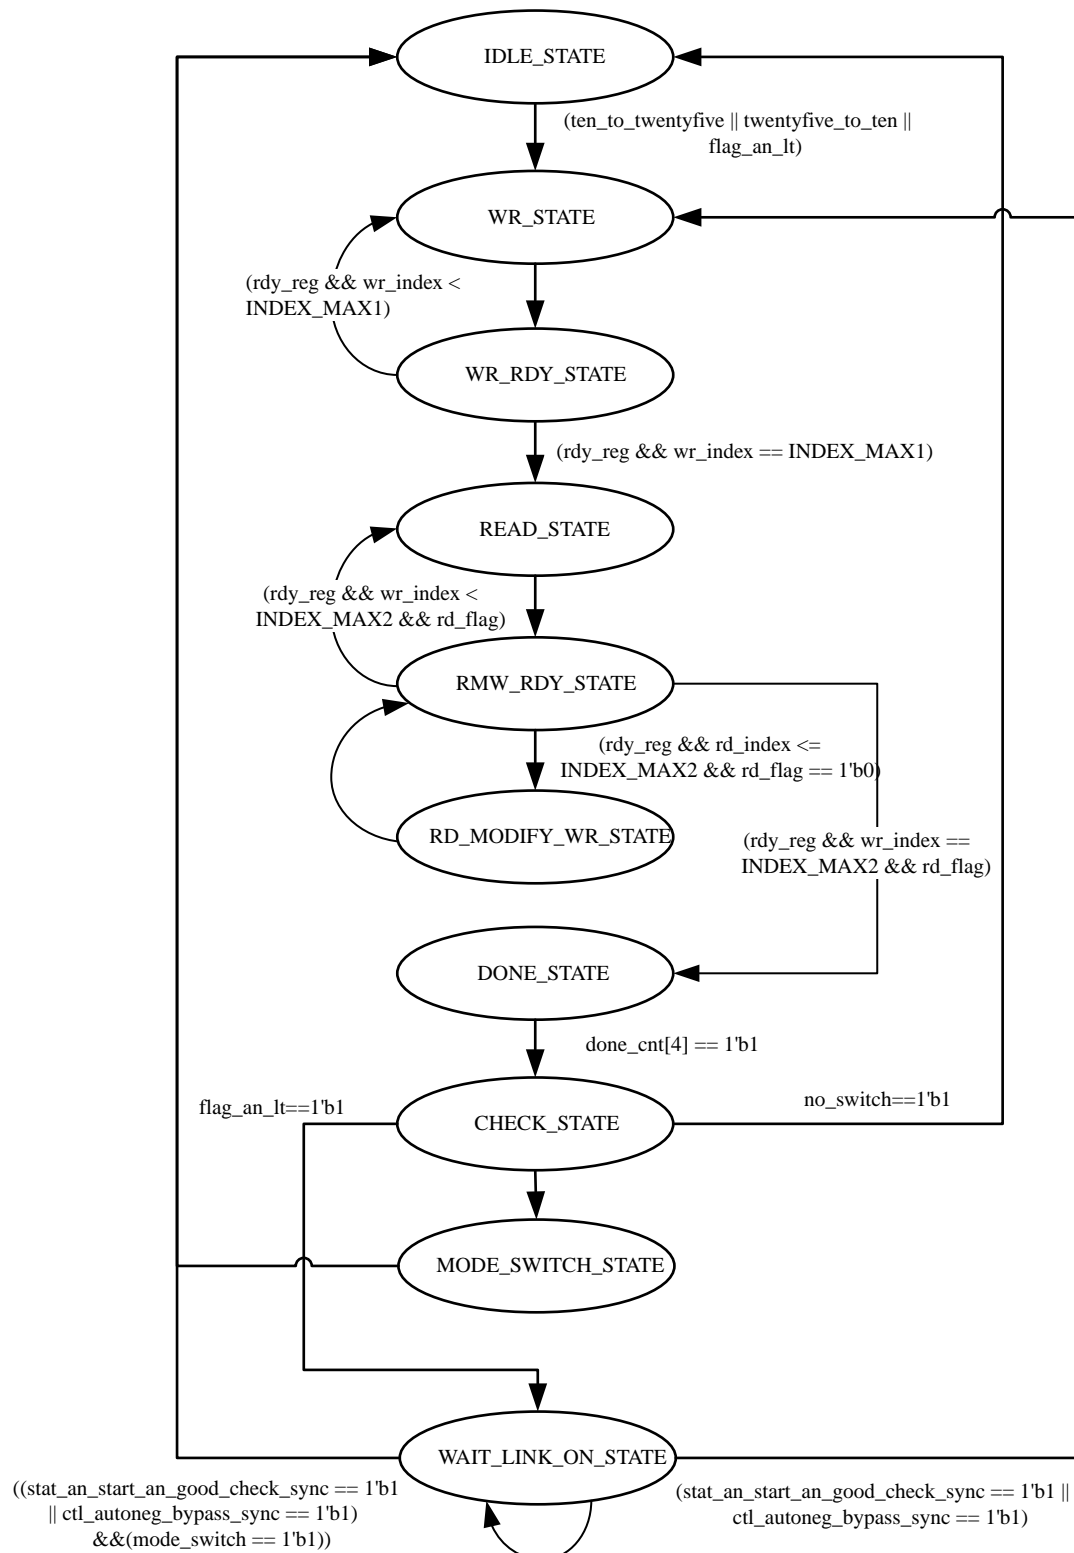 IDLE_STATE
(ten_to_twentyfive || twentyfive_to_ten ||
flag_an_lt)
WR_STATE
(rdy_reg && wr_index <
INDEX_MAX1)
WR_RDY_STATE
(rdy_reg && wr_index == INDEX_MAX1)
READ_STATE
(rdy_reg && wr_index <
INDEX_MAX2 && rd_flag)
RMW_RDY_STATE
(rdy_reg && rd_index <=
INDEX_MAX2 && rd_flag == 1'b0)
RD_MODIFY_WR_STATE
(rdy_reg && wr_index ==
INDEX_MAX2 && rd_flag)
DONE_STATE
done_cnt[4] == 1'b1
flag_an_lt==1'b1
no_switch==1'b1
CHECK_STATE
MODE_SWITCH_STATE
WAIT_LINK_ON_STATE
((stat_an_start_an_good_check_sync == 1'b1
|| ctl_autoneg_bypass_sync == 1'b1)
&&(mode_switch == 1'b1))
(stat_an_start_an_good_check_sync == 1'b1 ||
ctl_autoneg_bypass_sync == 1'b1)